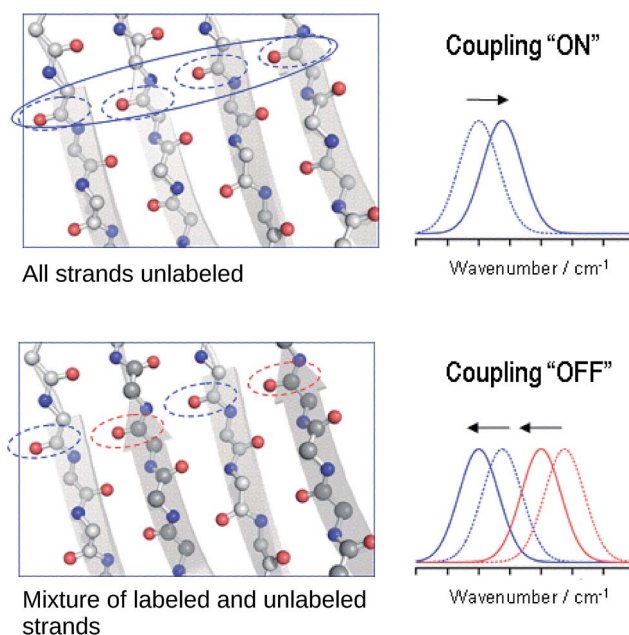 Coupling “ON”
Wavenumber / cm-1
All strands unlabeled
Coupling “OFF”
Wavenumber / cm-1
Mixture of labeled and unlabeled
strands